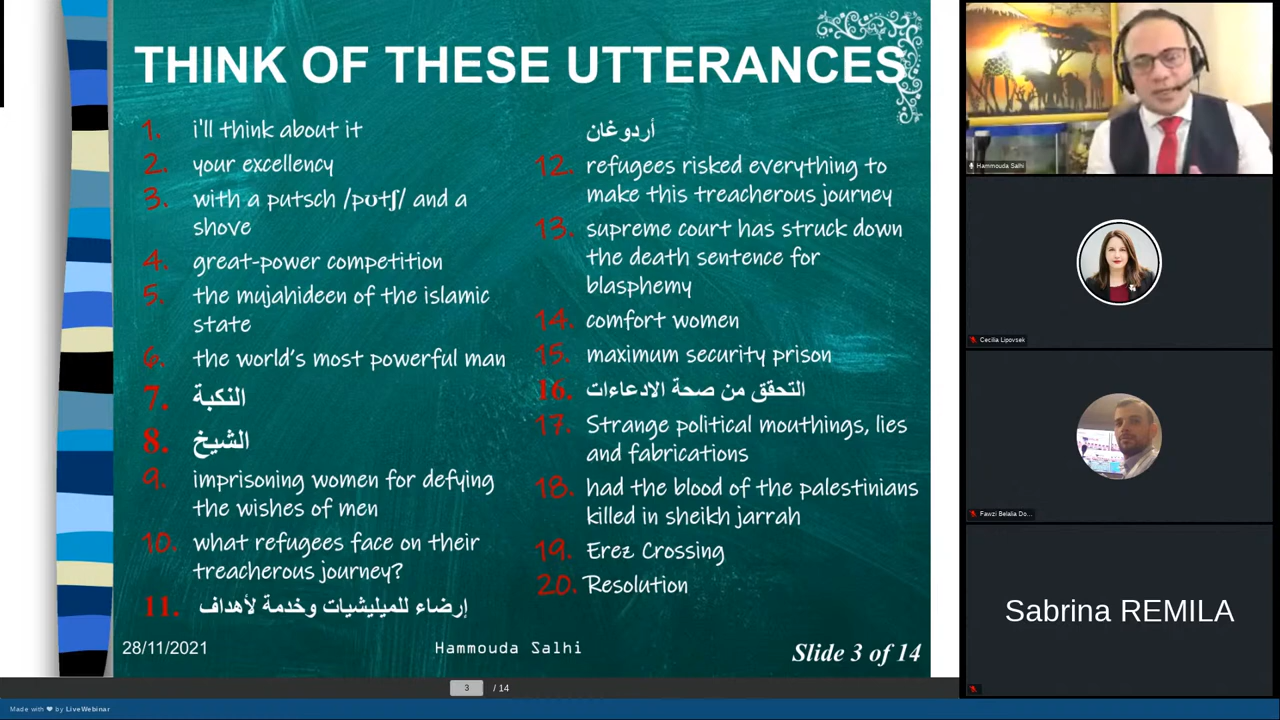 THINK OF THESE UTTERANCES
1. i'll think about it
2. your excellency
3. with a putsch /pʊtʃ/ and a
shove
4. great-power competition
5. the mujahideen of the islamic
state
6. the world's most powerful man
7. النكبة
8. الشيخ
9. imprisoning women for defying
the wishes of men
10. what refugees face on their
treacherous journey?
11. إرضاء للميليشيات وخدمة لأهداف
أردوغان
12. refugees risked everything to
make this treacherous journey
13. supreme court has struck down
the death sentence for
blasphemy
14. comfort women
15. maximum security prison
16. التحقق من صحة الادعاءات
17. Strange political mouthings, lies
and fabrications
18. had the blood of the palestinians
killed in sheikh jarrah
19. Erez Crossing
20. Resolution
28/11/2021
Hammouda Salhi
Slide 3 of 14
3 / 14
Made with ❤ by LiveWebinar
Hammouda Salhi
Cecilia Lipovsek
Fawzi Belalia Do...
Sabrina REMILA